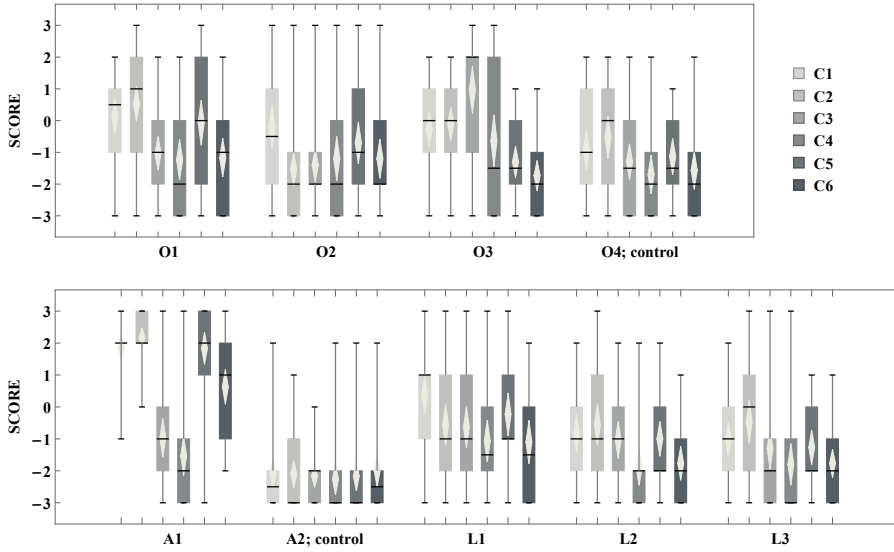 3
2
1
0
−1
−2
−3
SCORE
O1 O2 O3 O4; control
C1
C2
C3
C4
C5
C6
3
2
1
0
−1
−2
−3
SCORE
A1 A2; control L1 L2 L3